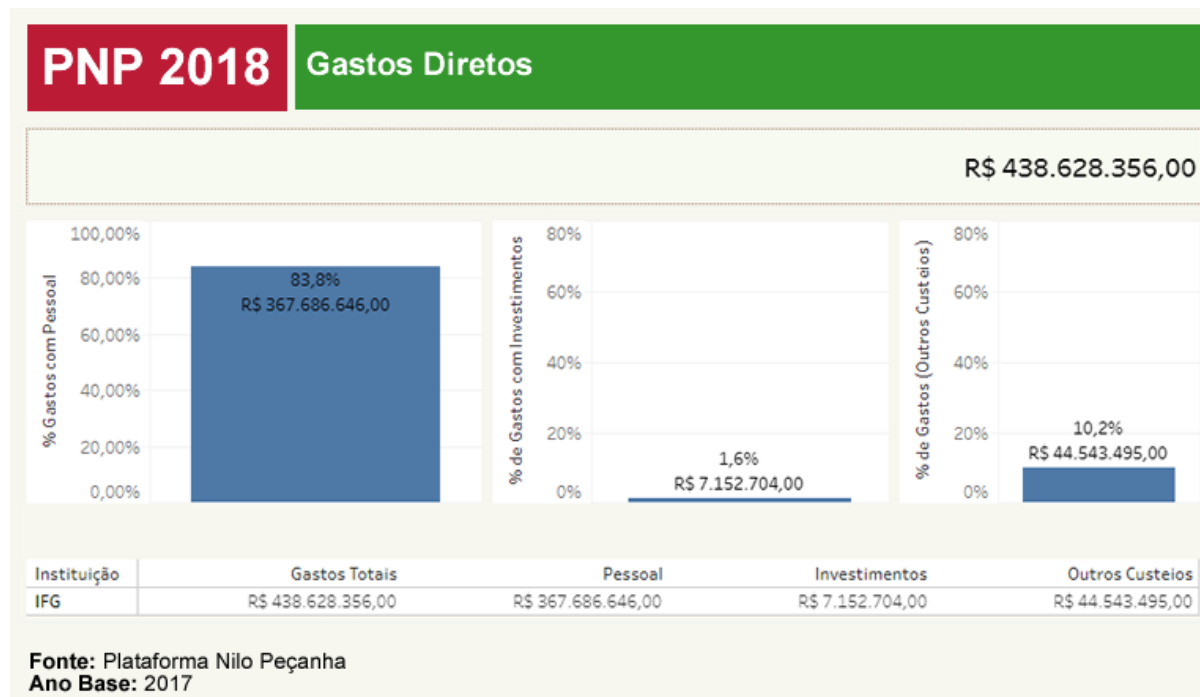 PNP 2018
Gastos Diretos
R$ 438.628.356,00
% Gastos com Pessoal
100,00%
80,00%
60,00%
40,00%
20,00%
0,00%
83,8%
R$ 367.686.646,00
% de Gastos com Investimentos
80%
60%
40%
20%
0%
1,6%
R$ 7.152.704,00
% de Gastos (Outros Custeios)
80%
60%
40%
20%
0%
10,2%
R$ 44.543.495,00
Instituição Gastos Totais Pessoal Investimentos Outros Custeios
IFG R$ 438.628.356,00 R$ 367.686.646,00 R$ 7.152.704,00 R$ 44.543.495,00
Fonte: Plataforma Nilo Peçanha
Ano Base: 2017